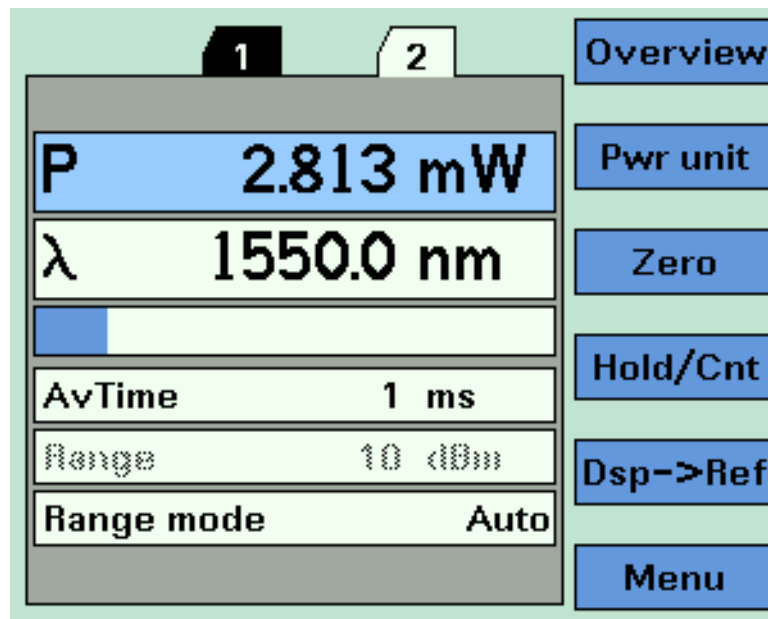 1 2
P 2.813 mW
λ 1550.0 nm
AvTime 1 ms
Range 10 dBm
Range mode Auto
Overview
Pwr unit
Zero
Hold/Cnt
Dsp->Ref
Menu